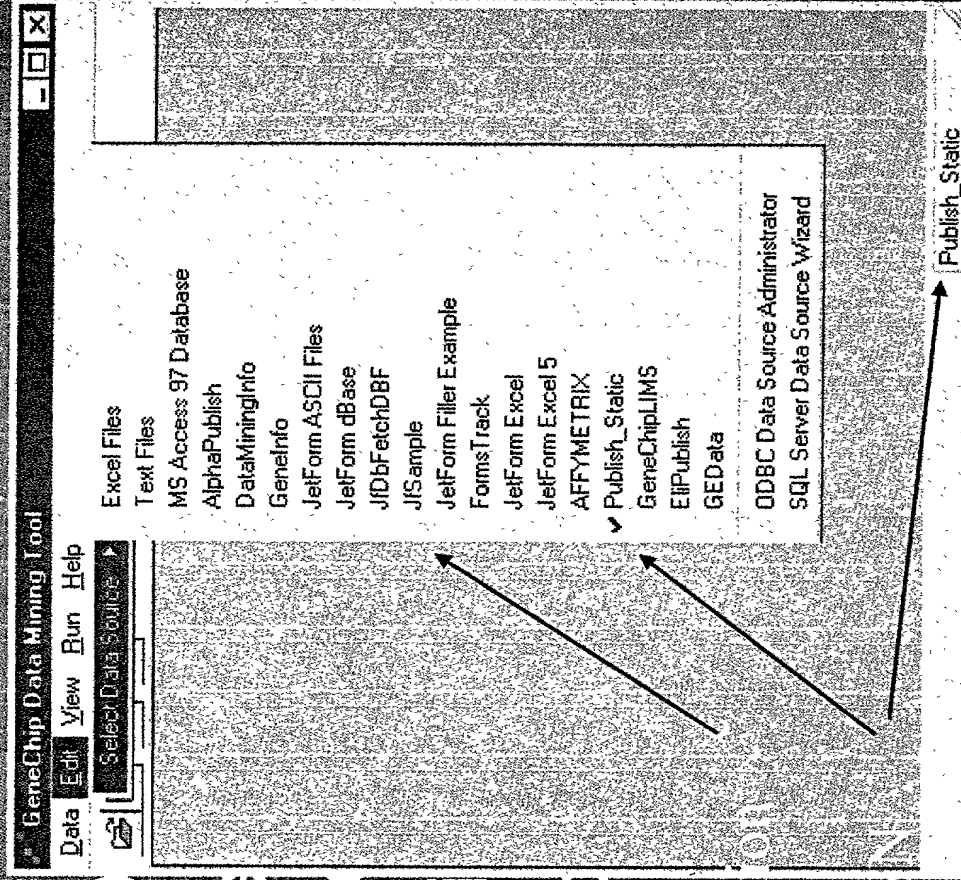 GeneChip Data Mining Tool
Data Edit View Run Help
Select Data Source
Excel Files
Text Files
MS Access 97 Database
AlphaPublish
DataMiningInfo
GeneInfo
JetForm ASCII Files
JetForm dBase
JfDbFetchDBF
JfSample
JetForm Filler Example
FormsTrack
JetForm Excel
JetForm Excel 5
AFFYMETRIX
Publish_Static
GeneChipLIMS
EliPublish
GEData
ODBC Data Source Administrator
SQL Server Data Source Wizard
Publish_Static